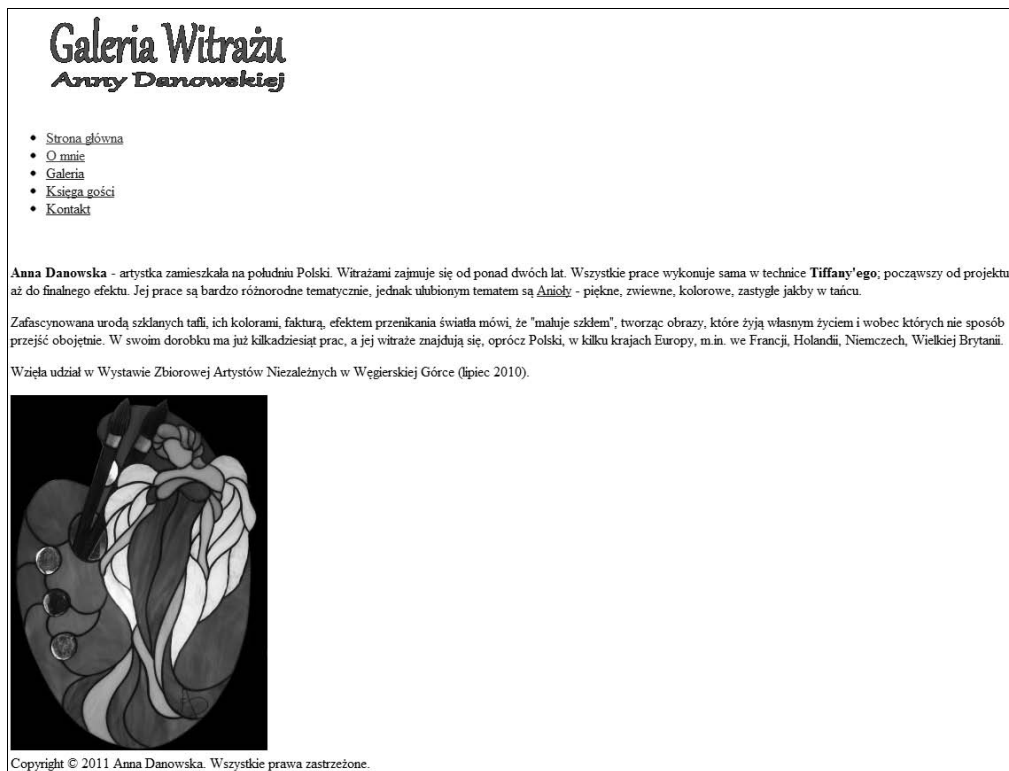 Galeria Witrażu
Anny Danowskiej
Strona główna
O mnie
Galeria
Księga gości
Kontakt
Anna Danowska - artystka zamieszkała na południu Polski. Witrażami zajmuje się od ponad dwóch lat. Wszystkie prace wykonuje sama w technice Tiffany'ego; począwszy od projektu
aż do finalnego efektu. Jej prace są bardzo różnorodne tematycznie, jednak ulubionym tematem są Anioły - piękne, zwiewne, kolorowe, zastygłe jakby w tańcu.
Zafascynowana urodą szklanych tafli, ich kolorami, fakturą, efektem przenikania światła mówi, że "maluje szkłem", tworząc obrazy, które żyją własnym życiem i wobec których nie sposób
przejść obojętnie. W swoim dorobku ma już kilkadziesiąt prac, a jej witraże znajdują się, oprócz Polski, w kilku krajach Europy, m.in. we Francji, Holandii, Niemczech, Wielkiej Brytanii.
Wzięła udział w Wystawie Zbiorowej Artystów Niezależnych w Węgierskiej Górce (lipiec 2010).
Copyright © 2011 Anna Danowska. Wszystkie prawa zastrzeżone.